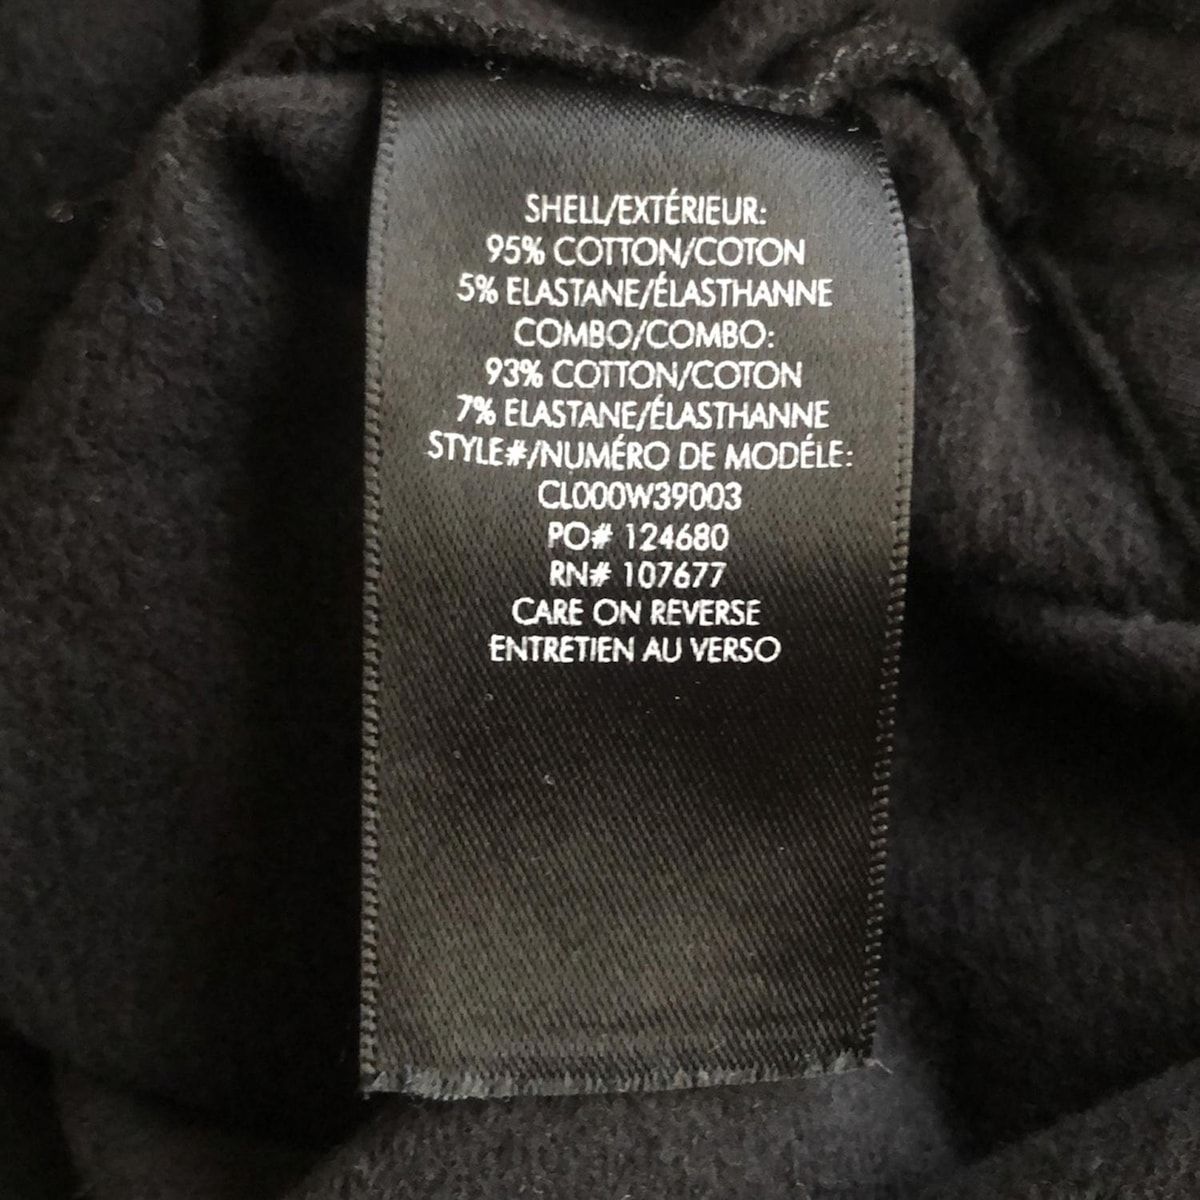 SHELL/EXTÉRIEUR:
95% COTTON/COTON
5% ELASTANE/ÉLASTHANNE
COMBO/COMBO:
93% COTTON/COTON
7% ELASTANE/ÉLASTHANNE
STYLE#/NUMÉRO DE MODÉLE:
CL000W39003
PO# 124680
RN# 107677
CARE ON REVERSE
ENTRETIEN AU VERSO